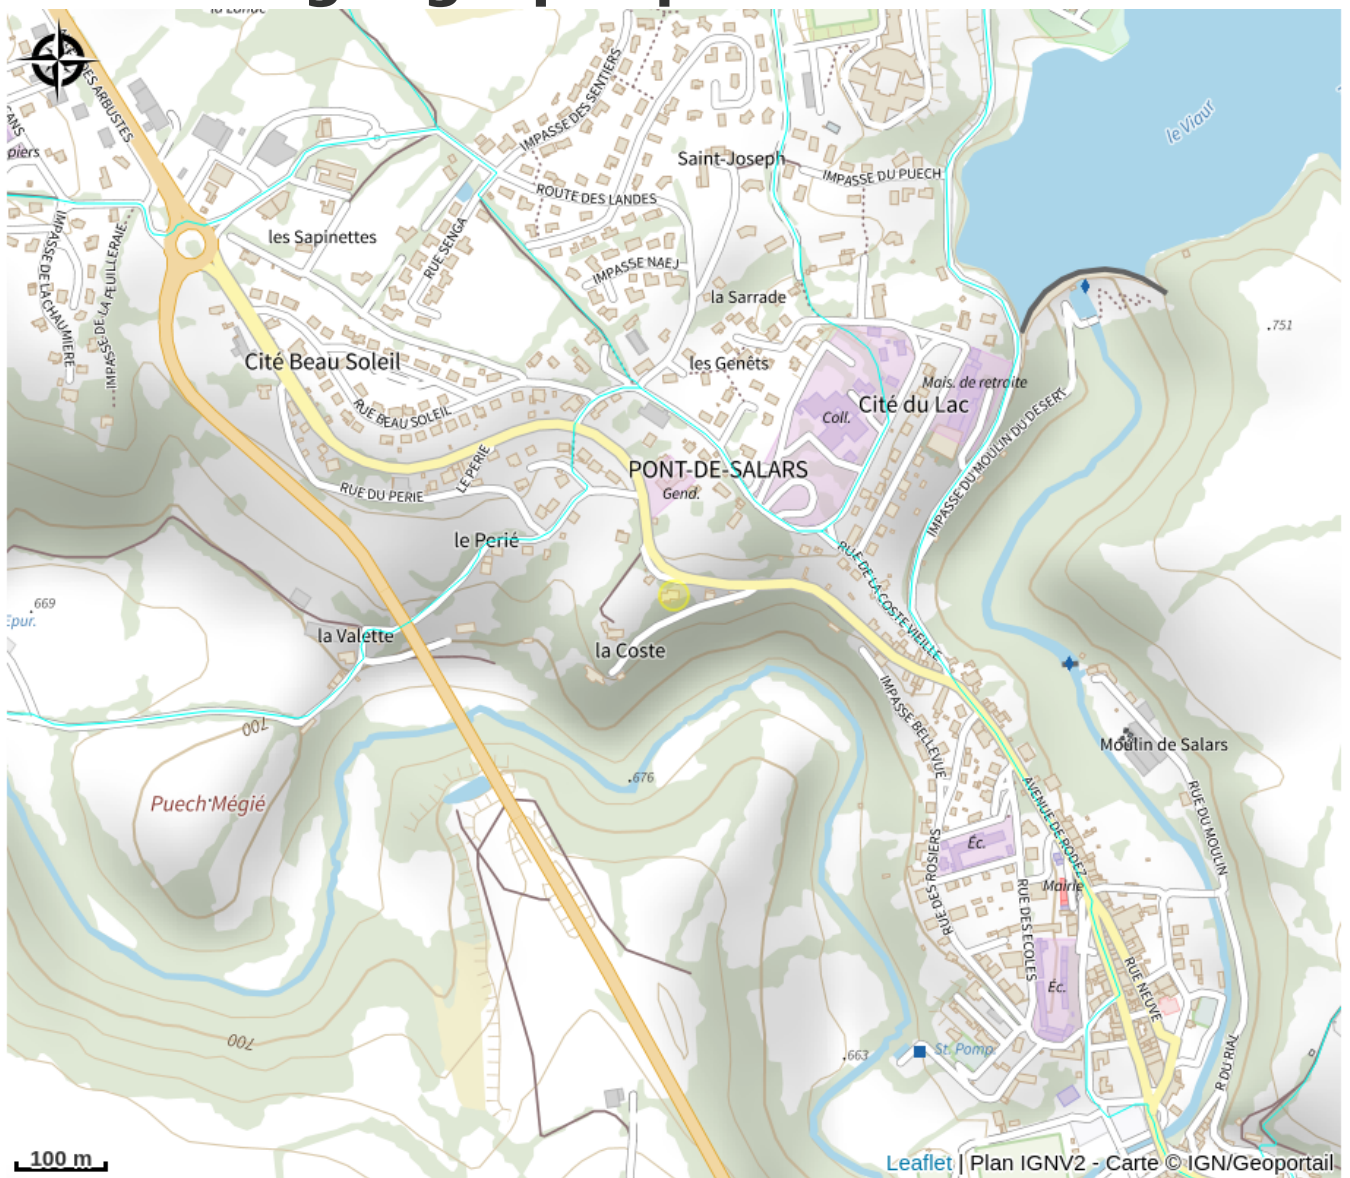 le Viaur
IMPASSE DES SENTIERS
Saint-Joseph
IMPASSE DU PUECH
ROUTE DES LANDES
les Sapinettes
RUE SENGA
IMPASSE NAEJ
la Sarrade
IMPASSE DE LA CHAUMIERE
IMPASSE DE LA FEUILLERAIE
.751
Cité Beau Soleil
les Genêts
Mais. de retraite
Cité du Lac
Coll.
RUE BEAU SOLEIL
LE PERIE
PONT-DE-SALARS
Gend.
RUE DU PERIE
IMPASSE DU MOULIN DU DESERT
le Perié
RUE DE LA COSTE VIEILLE
.669
Epur.
la Valette
la Coste
IMPASSE BELLEVUE
700
Moulin de Salars
.676
Puech Mégié
RUE DU MOULIN
AVENUE DE RODEZ
Éc.
RUE DES ROSIERS
Mairie
RUE DES ECOLES
RUE NEUVE
Éc.
700
.663
St. Pomp.
R DU RIAL
100 m
Leaflet | Plan IGNV2 - Carte © IGN/Geoportail